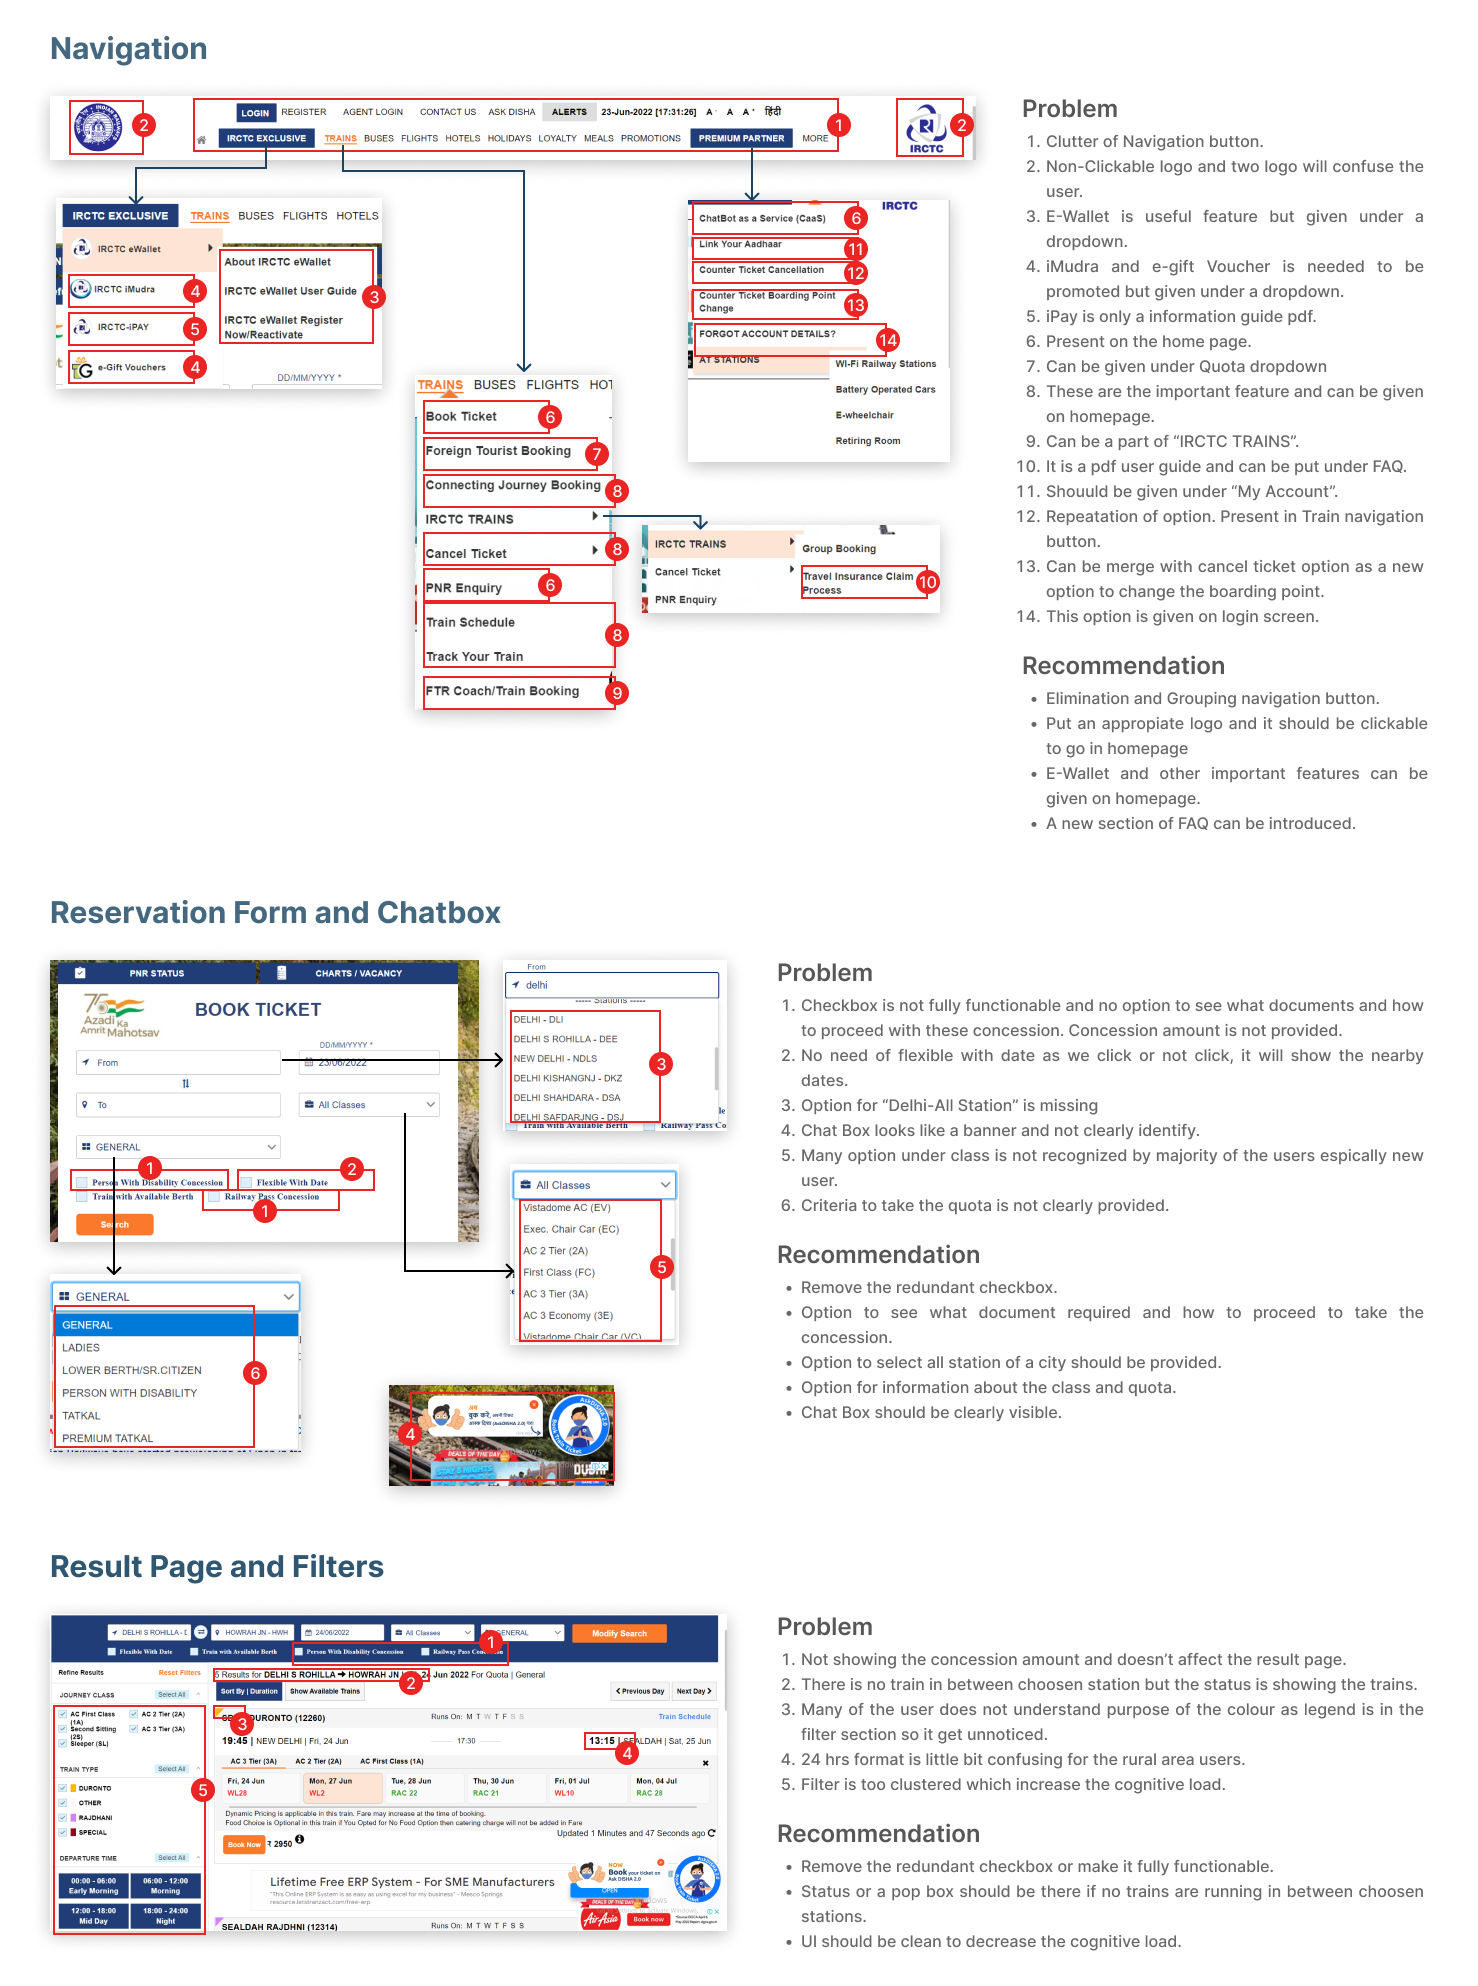 Navigation
2
LOGIN REGISTER AGENT LOGIN CONTACT US ASK DISHA ALERTS 23-Jun-2022 [17:31:26] A- A A+ हिंदी
IRCTC EXCLUSIVE TRAINS BUSES FLIGHTS HOTELS HOLIDAYS LOYALTY MEALS PROMOTIONS PREMIUM PARTNER MORE
1
2
IRCTC
IRCTC EXCLUSIVE TRAINS BUSES FLIGHTS HOTELS
IRCTC eWallet
IRCTC iMudra
4
IRCTC-iPAY
5
e-Gift Vouchers
4
About IRCTC eWallet
IRCTC eWallet User Guide
IRCTC eWallet Register
Now/Reactivate
3
DD/MM/YYYY *
TRAINS BUSES FLIGHTS HOT
Book Ticket
6
Foreign Tourist Booking
7
Connecting Journey Booking
8
IRCTC TRAINS
Cancel Ticket
8
PNR Enquiry
6
Train Schedule
Track Your Train
8
FTR Coach/Train Booking
9
IRCTC TRAINS
Cancel Ticket
PNR Enquiry
Group Booking
Travel Insurance Claim
Process
10
IRCTC
ChatBot as a Service (CaaS)
6
Link Your Aadhaar
11
Counter Ticket Cancellation
12
Counter Ticket Boarding Point
Change
13
FORGOT ACCOUNT DETAILS?
14
AT STATIONS
WI-Fi Railway Stations
Battery Operated Cars
E-wheelchair
Retiring Room
Problem
1. Clutter of Navigation button.
2. Non-Clickable logo and two logo will confuse the
user.
3. E-Wallet is useful feature but given under a
dropdown.
4. iMudra and e-gift Voucher is needed to be
promoted but given under a dropdown.
5. iPay is only a information guide pdf.
6. Present on the home page.
7. Can be given under Quota dropdown
8. These are the important feature and can be given
on homepage.
9. Can be a part of “IRCTC TRAINS”.
10. It is a pdf user guide and can be put under FAQ.
11. Shouuld be given under “My Account”.
12. Repeatation of option. Present in Train navigation
button.
13. Can be merge with cancel ticket option as a new
option to change the boarding point.
14. This option is given on login screen.
Recommendation
• Elimination and Grouping navigation button.
• Put an appropiate logo and it should be clickable
to go in homepage
• E-Wallet and other important features can be
given on homepage.
• A new section of FAQ can be introduced.
Reservation Form and Chatbox
PNR STATUS CHARTS / VACANCY
75
Azadi Ka
Amrit Mahotsav
BOOK TICKET
DD/MM/YYYY *
From 23/06/2022
To All Classes
GENERAL
1
2
Person With Disability Concession Flexible With Date
Train with Available Berth Railway Pass Concession
1
Search
From
delhi
----- Stations -----
DELHI - DLI
DELHI S ROHILLA - DEE
NEW DELHI - NDLS
DELHI KISHANGNJ - DKZ
DELHI SHAHDARA - DSA
DELHI SAFDARJNG - DSJ
3
Train with Available Berth Railway Pass Co
All Classes
Vistadome AC (EV)
Exec. Chair Car (EC)
AC 2 Tier (2A)
First Class (FC)
AC 3 Tier (3A)
AC 3 Economy (3E)
Vistadome Chair Car (VC)
5
GENERAL
GENERAL
LADIES
LOWER BERTH/SR.CITIZEN
PERSON WITH DISABILITY
TATKAL
PREMIUM TATKAL
6
4
अब
बुक करे,
DEALS OF THE DAY
DUBAI
AskDISHA 2.0
Book Train Ticket
Problem
1. Checkbox is not fully functionable and no option to see what documents and how
to proceed with these concession. Concession amount is not provided.
2. No need of flexible with date as we click or not click, it will show the nearby
dates.
3. Option for “Delhi-All Station” is missing
4. Chat Box looks like a banner and not clearly identify.
5. Many option under class is not recognized by majority of the users espically new
user.
6. Criteria to take the quota is not clearly provided.
Recommendation
• Remove the redundant checkbox.
• Option to see what document required and how to proceed to take the
concession.
• Option to select all station of a city should be provided.
• Option for information about the class and quota.
• Chat Box should be clearly visible.
Result Page and Filters
DELHI S ROHILLA - D HOWRAH JN - HWH 24/06/2022 All Classes GENERAL Modify Search
1
Flexible With Date Train with Available Berth Person With Disability Concession Railway Pass Concession
Refine Results Reset Filters
JOURNEY CLASS Select All
AC First Class (1A) AC 2 Tier (2A)
Second Sitting (2S) AC 3 Tier (3A)
Sleeper (SL)
TRAIN TYPE Select All
DURONTO
OTHER
RAJDHANI
SPECIAL
5
DEPARTURE TIME Select All
00:00 - 06:00 Early Morning
06:00 - 12:00 Morning
12:00 - 18:00 Mid Day
18:00 - 24:00 Night
5 Results for DELHI S ROHILLA ➔ HOWRAH JN 24 Jun 2022 For Quota | General
2
Sort By | Duration Show Available Trains Previous Day Next Day
DURONTO (12260) Runs On: M T W T F S S Train Schedule
3
19:45 | NEW DELHI | Fri, 24 Jun 17:30 13:15 | SEALDAH | Sat, 25 Jun
4
AC 3 Tier (3A) AC 2 Tier (2A) AC First Class (1A)
Fri, 24 Jun Mon, 27 Jun Tue, 28 Jun Thu, 30 Jun Fri, 01 Jul Mon, 04 Jul
WL28 WL2 RAC 22 RAC 21 WL10 RAC 28
Dynamic Pricing is applicable in this train. Fare may increase at the time of booking.
Food Choice is Optional in this train if You Opted for No Food Option then catering charge will not be added in Fare
Updated 1 Minutes and 47 Seconds ago
Book Now ₹ 2950
Lifetime Free ERP System - For SME Manufacturers
"This Online ERP System is as easy as using excel for my business" - Mesco Springs
resource.letstranzact.com/free-erp
NOW
Book your ticket on
Ask DISHA 2.0
OPEN
DEALS OF THE DAY
AirAsia Book now
SEALDAH RAJDHNI (12314) Runs On: M T W T F S S
Problem
1. Not showing the concession amount and doesn’t affect the result page.
2. There is no train in between choosen station but the status is showing the trains.
3. Many of the user does not understand purpose of the colour as legend is in the
filter section so it get unnoticed.
4. 24 hrs format is little bit confusing for the rural area users.
5. Filter is too clustered which increase the cognitive load.
Recommendation
• Remove the redundant checkbox or make it fully functionable.
• Status or a pop box should be there if no trains are running in between choosen
stations.
• UI should be clean to decrease the cognitive load.